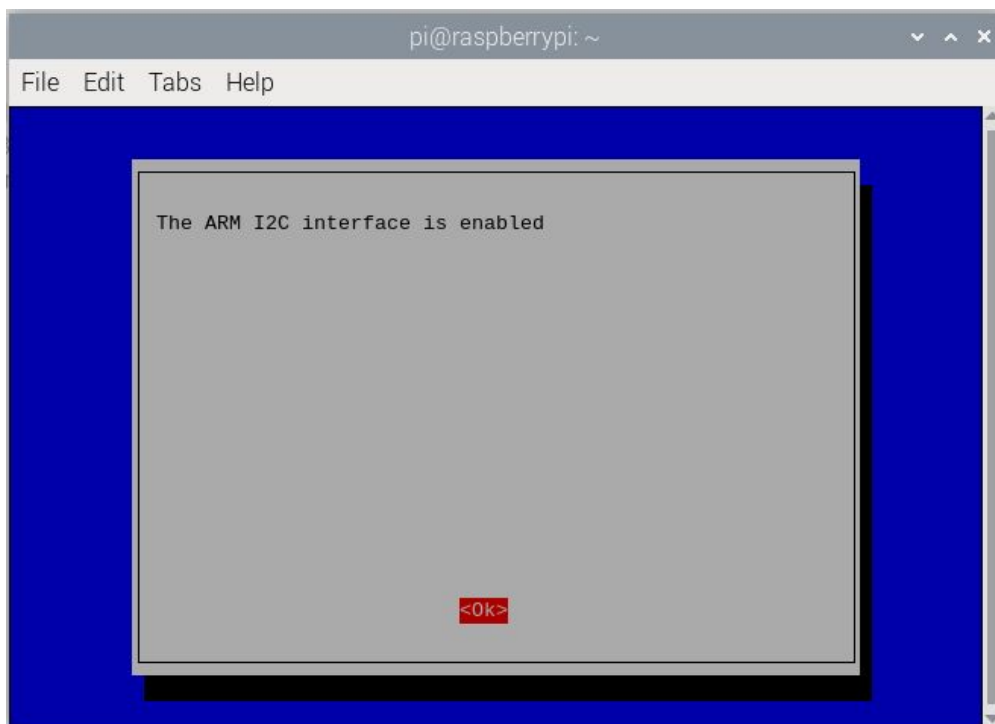 pi@raspberrypi: ~
File Edit Tabs Help
The ARM I2C interface is enabled
<Ok>